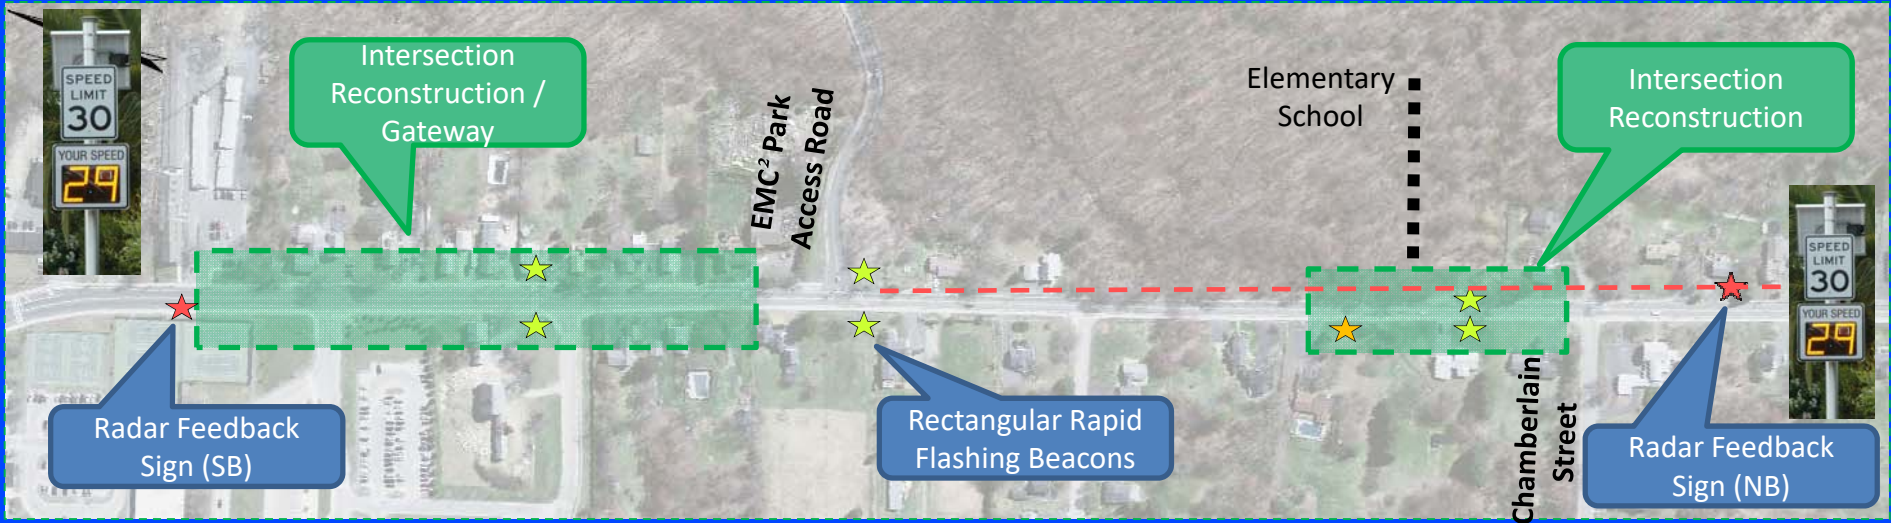 SPEED
LIMIT
30
YOUR SPEED
29
Intersection
Reconstruction /
Gateway
EMC² Park
Access Road
Elementary
School
Intersection
Reconstruction
SPEED
LIMIT
30
YOUR SPEED
29
Radar Feedback
Sign (SB)
Rectangular Rapid
Flashing Beacons
Chamberlain
Street
Radar Feedback
Sign (NB)